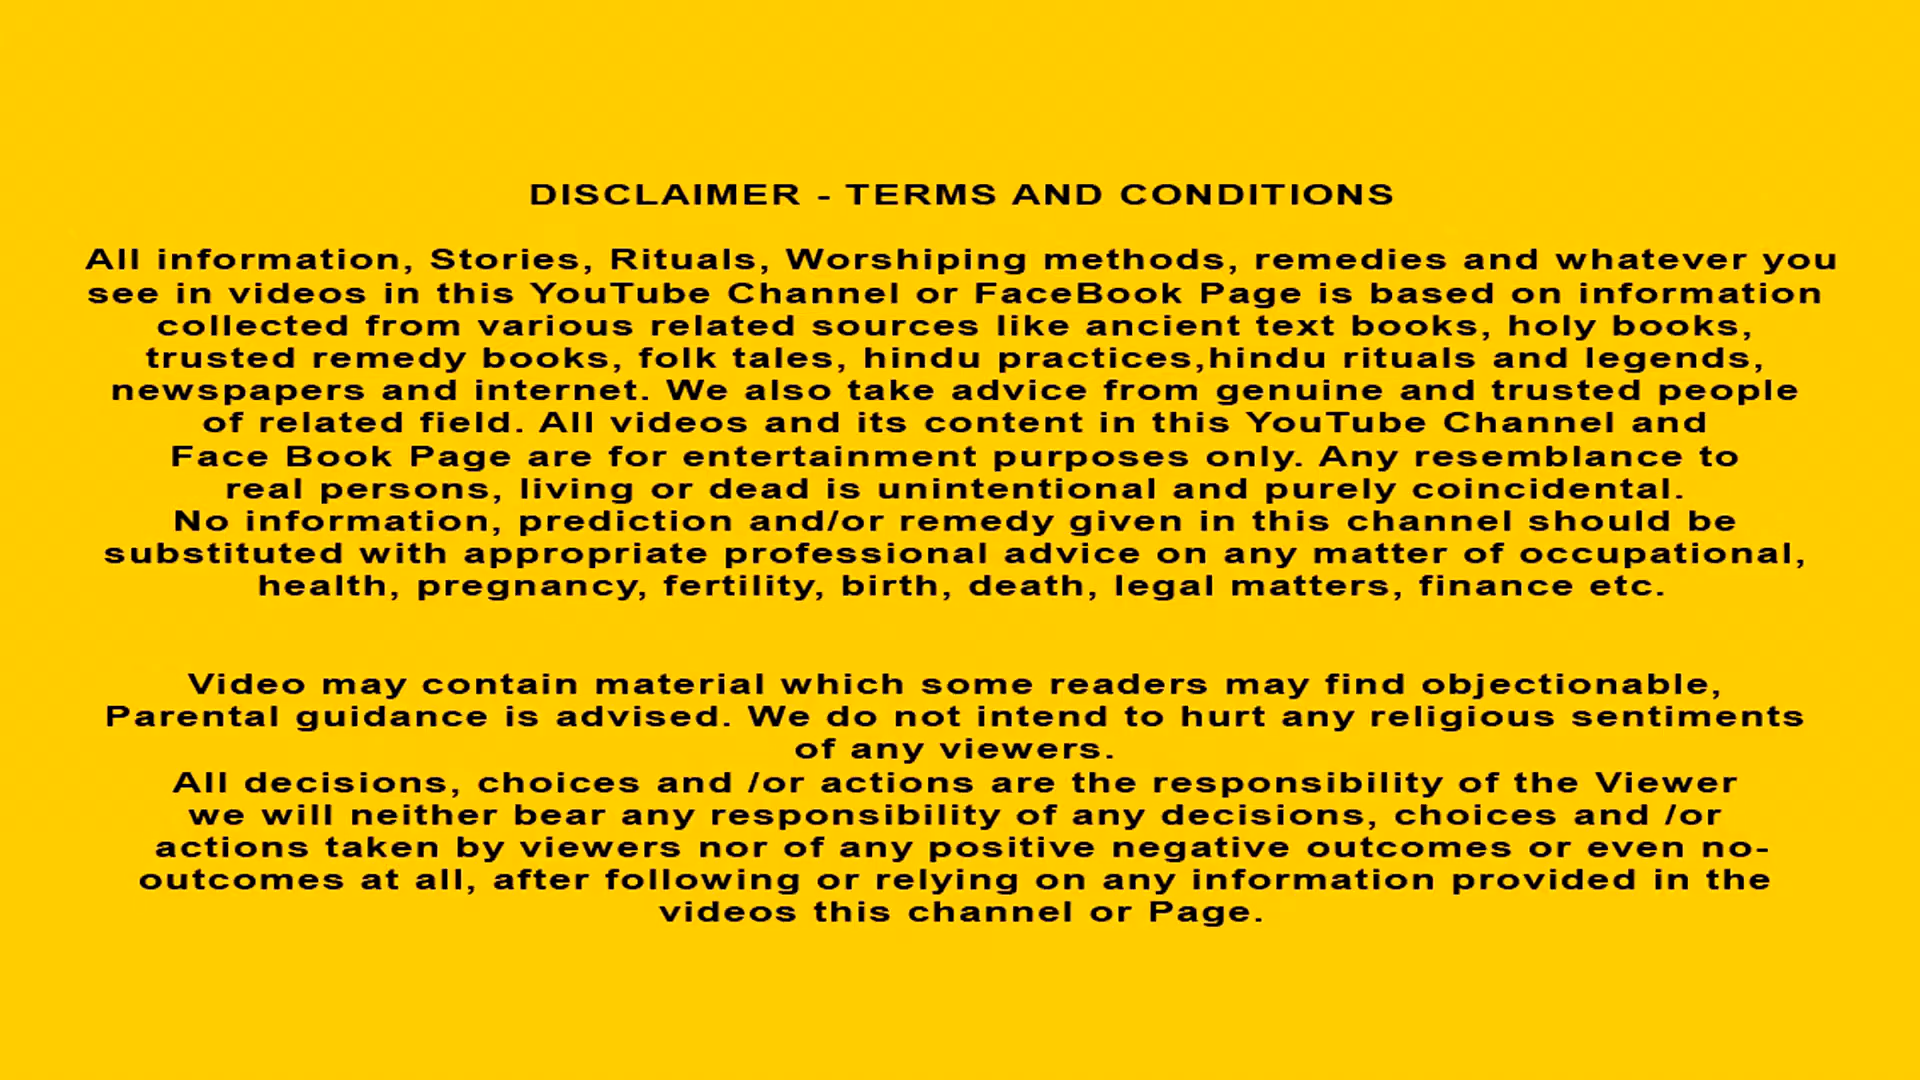 DISCLAIMER - TERMS AND CONDITIONS
All information, Stories, Rituals, Worshiping methods, remedies and whatever you
see in videos in this YouTube Channel or FaceBook Page is based on information
collected from various related sources like ancient text books, holy books,
trusted remedy books, folk tales, hindu practices,hindu rituals and legends,
newspapers and internet. We also take advice from genuine and trusted people
of related field. All videos and its content in this YouTube Channel and
Face Book Page are for entertainment purposes only. Any resemblance to
real persons, living or dead is unintentional and purely coincidental.
No information, prediction and/or remedy given in this channel should be
substituted with appropriate professional advice on any matter of occupational,
health, pregnancy, fertility, birth, death, legal matters, finance etc.
Video may contain material which some readers may find objectionable,
Parental guidance is advised. We do not intend to hurt any religious sentiments
of any viewers.
All decisions, choices and /or actions are the responsibility of the Viewer
we will neither bear any responsibility of any decisions, choices and /or
actions taken by viewers nor of any positive negative outcomes or even no-
outcomes at all, after following or relying on any information provided in the
videos this channel or Page.